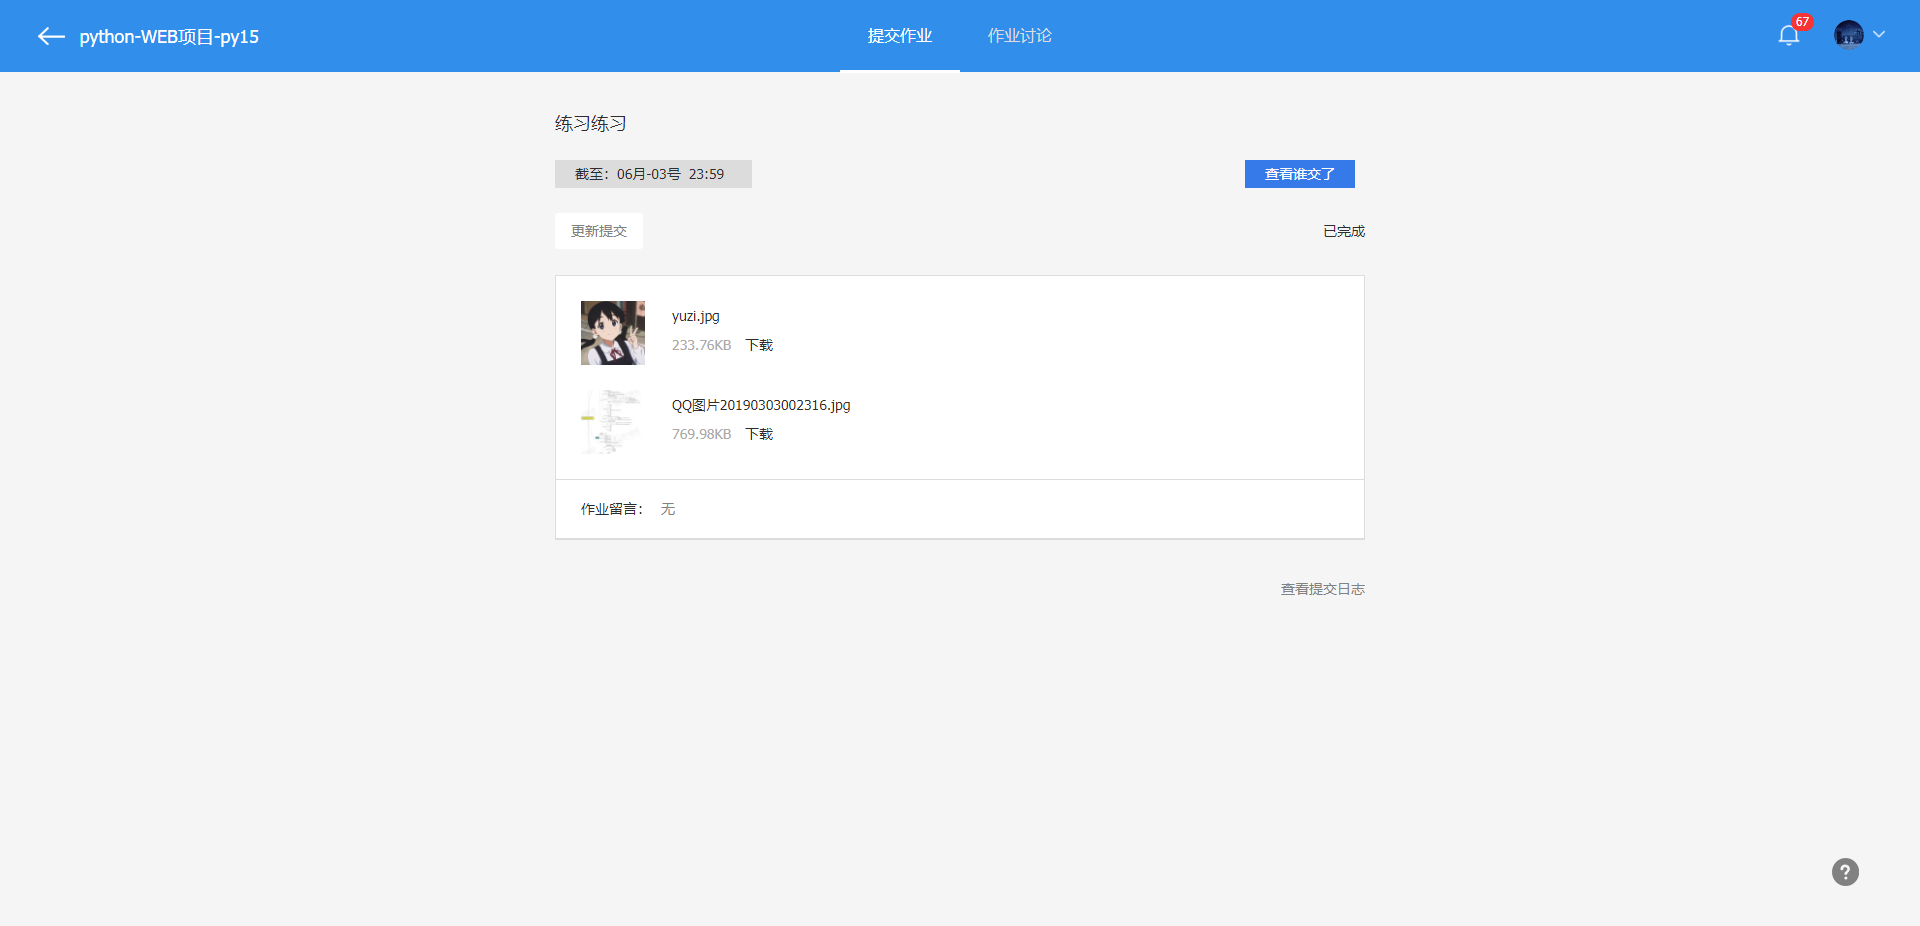 python-WEB项目-py15
提交作业
作业讨论
67
练习练习
截至：06月-03号 23:59
查看谁交了
更新提交
已完成
yuzi.jpg
233.76KB 下载
QQ图片20190303002316.jpg
769.98KB 下载
作业留言： 无
查看提交日志
?